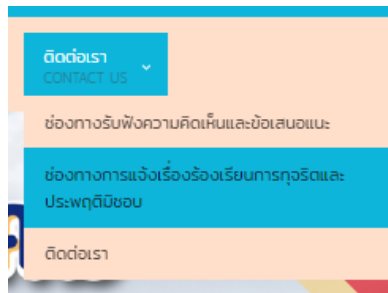 ติดต่อเรา
CONTACT US
ช่องทางรับฟังความคิดเห็นและข้อเสนอแนะ
ช่องทางการแจ้งเรื่องร้องเรียนการทุจริตและ
ประพฤติมิชอบ
ติดต่อเรา